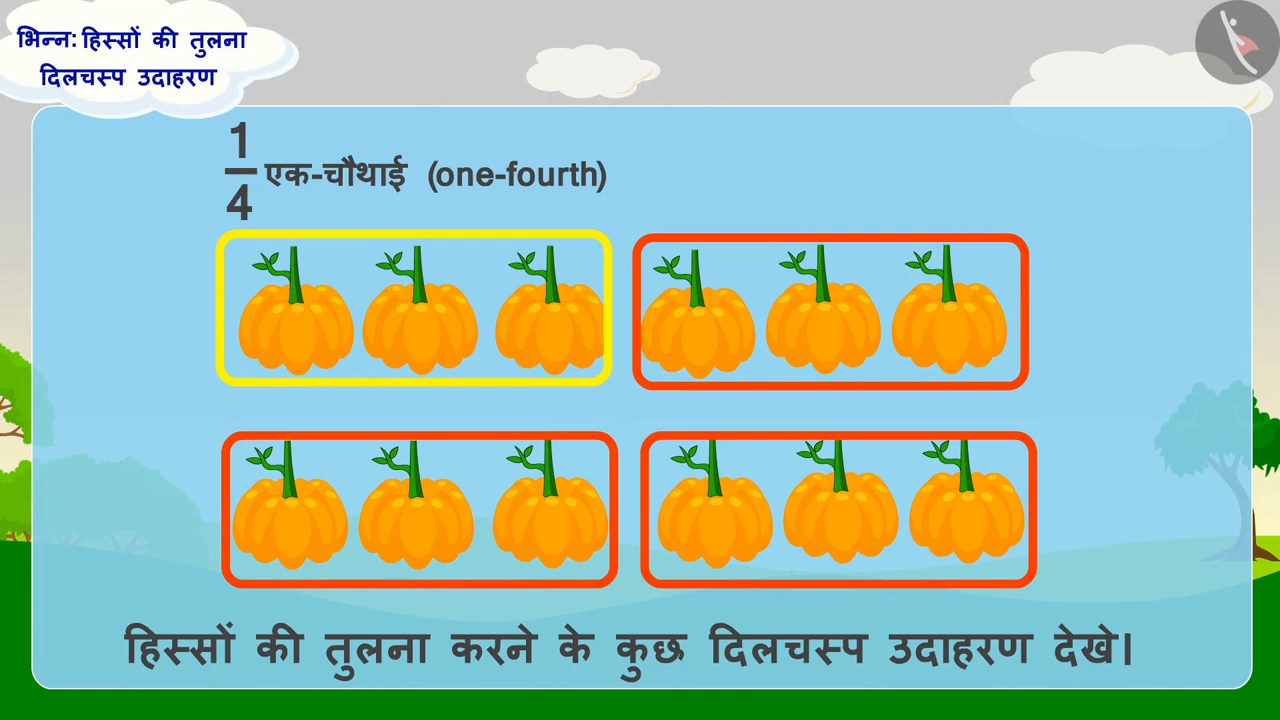 भिन्न: हिस्सों की तुलना
दिलचस्प उदाहरण
1
4
एक-चौथाई (one-fourth)
हिस्सों की तुलना करने के कुछ दिलचस्प उदाहरण देखे।